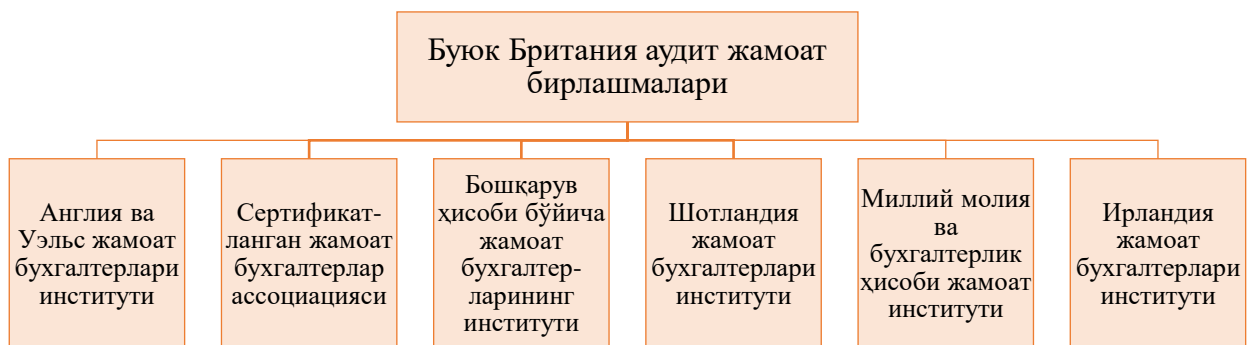 Буюк Британия аудит жамоат
бирлашмалари
Англия ва
Уэльс жамоат
бухгалтерлари
институти
Сертификат-
ланган жамоат
бухгалтерлар
ассоциацияси
Бошқарув
ҳисоби бўйича
жамоат
бухгалтер-
ларининг
институти
Шотландия
жамоат
бухгалтерлари
институти
Миллий молия
ва
бухгалтерлик
ҳисоби жамоат
институти
Ирландия
жамоат
бухгалтерлари
институти